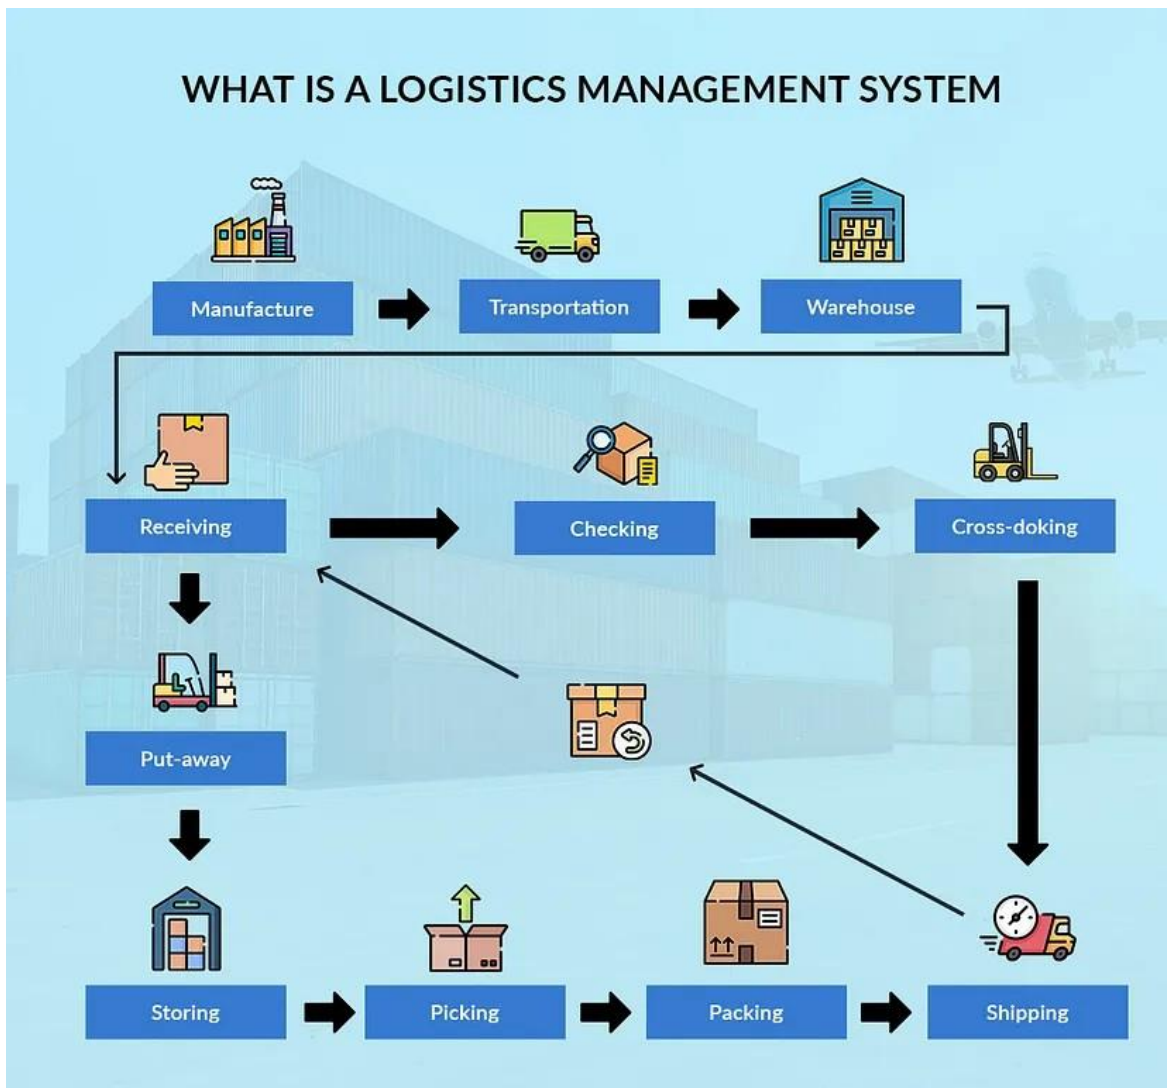 WHAT IS A LOGISTICS MANAGEMENT SYSTEM
Manufacture
Transportation
Warehouse
Receiving
Checking
Cross-doking
Put-away
Storing
Picking
Packing
Shipping